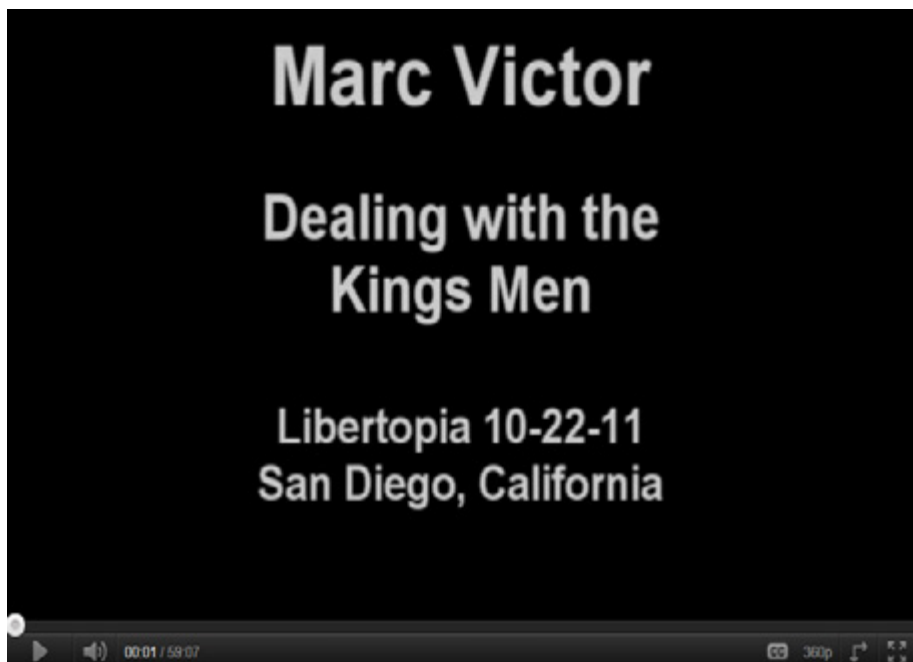 Marc Victor
Dealing with the
Kings Men
Libertopia 10-22-11
San Diego, California
00:01 / 59:07
CC
360p